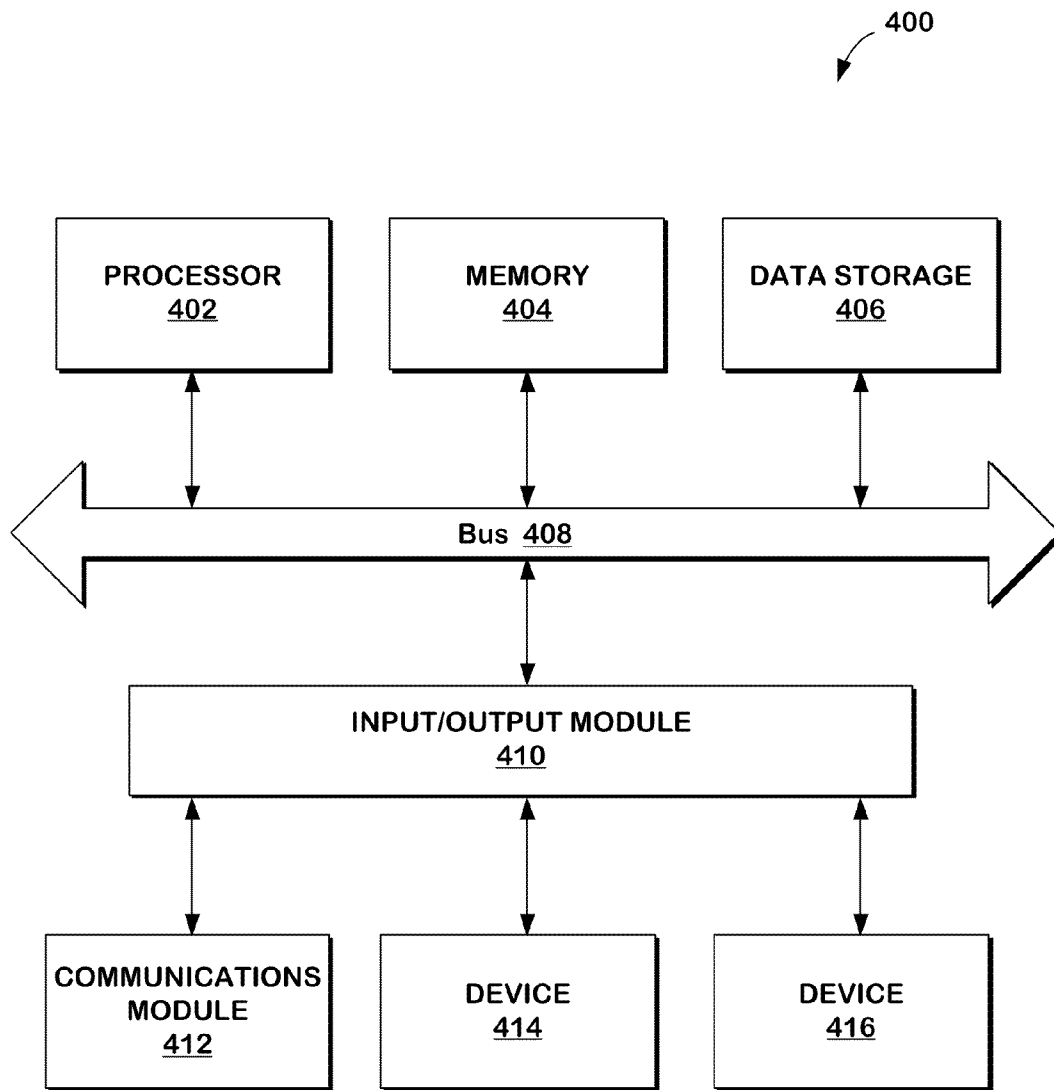 400
PROCESSOR
402
MEMORY
404
DATA STORAGE
406
Bus 408
INPUT/OUTPUT MODULE
410
COMMUNICATIONS
MODULE
412
DEVICE
414
DEVICE
416